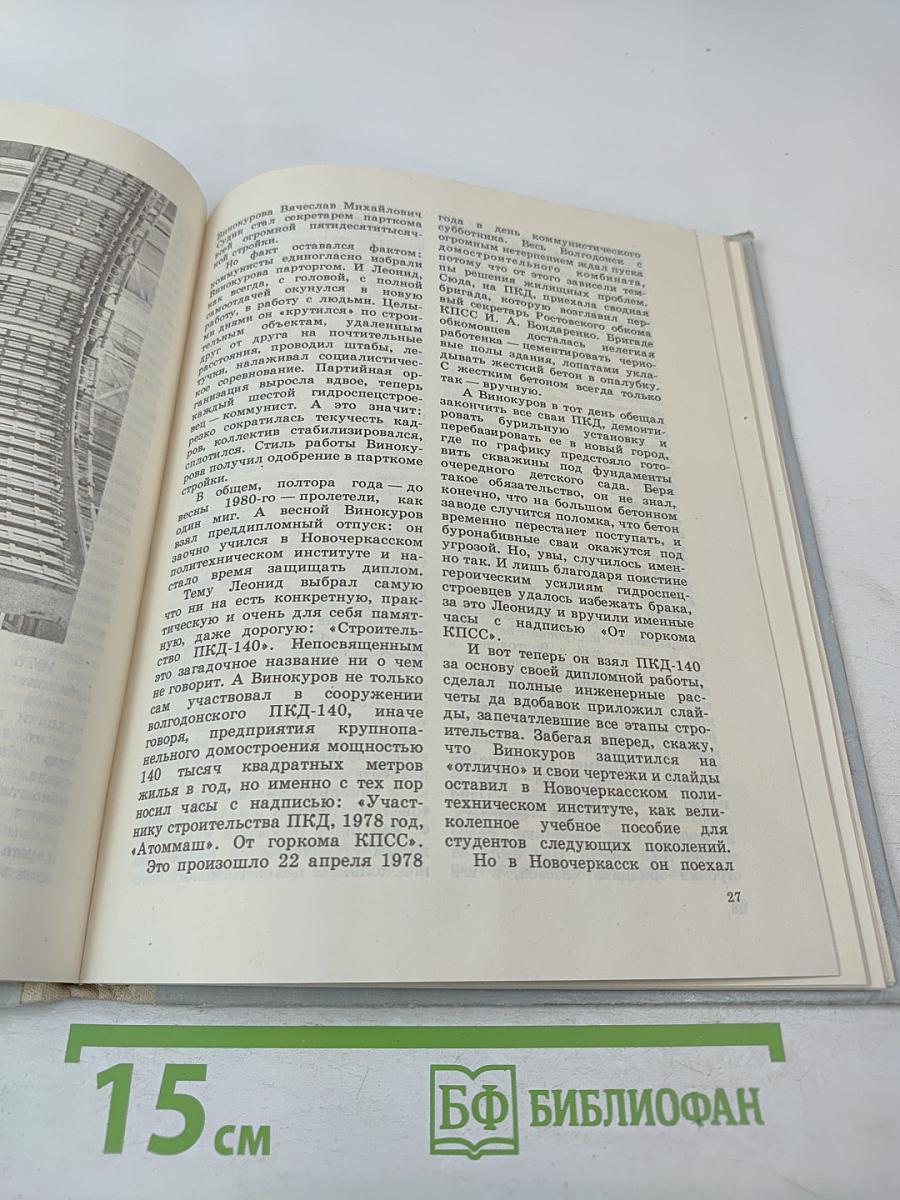 Винокурова Вячеслав Михайлович
Судин стал секретарем парткома
всей огромной пятидесятитысяч-
ной стройки.
Но факт оставался фактом:
коммунисты единогласно избрали
Винокурова парторгом. И Леонид,
как всегда, с головой, с полной
самоотдачей окунулся в новую
работу, в работу с людьми. Целы-
ми днями он «крутился» по строи-
тельным объектам, удаленным
друг от друга на почтительные
расстояния, проводил штабы, ле-
тучки, налаживал социалистичес-
кое соревнование. Партийная ор-
ганизация выросла вдвое, теперь
каждый шестой гидроспецстрое-
вец — коммунист. А это значит:
резко сократилась текучесть кад-
ров, коллектив стабилизировался,
сплотился. Стиль работы Виноку-
рова получил одобрение в парткоме
стройки.
В общем, полтора года — до
весны 1980-го — пролетели, как
один миг. А весной Винокуров
взял преддипломный отпуск: он
заочно учился в Новочеркасском
политехническом институте и на-
стало время защищать диплом.
Тему Леонид выбрал самую
что ни на есть конкретную, прак-
тическую и очень для себя памят-
ную, даже дорогую: «Строитель-
ство ПКД-140». Непосвященным
это загадочное название ни о чем
не говорит. А Винокуров не только
сам участвовал в сооружении
волгодонского ПКД-140, иначе
говоря, предприятия крупнопа-
нельного домостроения мощностью
140 тысяч квадратных метров
жилья в год, но именно с тех пор
носил часы с надписью: «Участ-
нику строительства ПКД, 1978 год,
«Атоммаш». От горкома КПСС».
Это произошло 22 апреля 1978
года в день коммунистического
субботника. Весь Волгодонск с
огромным нетерпением ждал пуска
домостроительного комбината,
потому что от этого зависели тем-
пы решения жилищных проблем.
Сюда, на ПКД, приехала сводная
бригада, которую возглавил пер-
вый секретарь Ростовского обкома
КПСС И. А. Бондаренко. Бригаде
обкомовцев досталась нелегкая
работенка — цементировать черно-
вые полы здания, лопатами укла-
дывать жесткий бетон в опалубку.
С жестким бетоном всегда только
так — вручную.
А Винокуров в тот день обещал
закончить все сваи ПКД, демонти-
ровать бурильную установку и
перебазировать ее в новый город,
где по графику предстояло гото-
вить скважины под фундаменты
очередного детского сада. Беря
такое обязательство, он не знал,
конечно, что на большом бетонном
заводе случится поломка, что бетон
временно перестанет поступать, и
буронабивные сваи окажутся под
угрозой. Но, увы, случилось имен-
но так. И лишь благодаря поистине
героическим усилиям гидроспец-
строевцев удалось избежать брака,
за это Леониду и вручили именные
часы с надписью «От горкома
КПСС».
И вот теперь он взял ПКД-140
за основу своей дипломной работы,
сделал полные инженерные рас-
четы да вдобавок приложил слай-
ды, запечатлевшие все этапы стро-
ительства. Забегая вперед, скажу,
что Винокуров защитился на
«отлично» и свои чертежи и слайды
оставил в Новочеркасском поли-
техническом институте, как вели-
колепное учебное пособие для
студентов следующих поколений.
Но в Новочеркасск он поехал
27
15 см
БФ БИБЛИОФАН